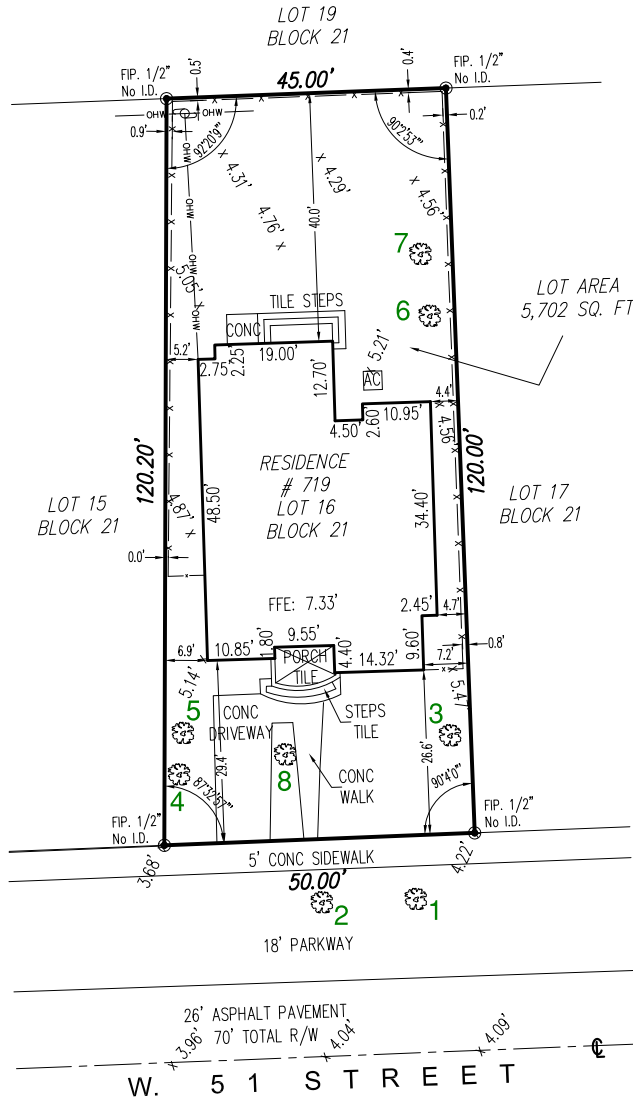 LOT 19
BLOCK 21
FIP. 1/2"
No I.D.
0.5'
45.00'
0.4'
FIP. 1/2"
No I.D.
OHW
OHW
0.9'
0.2'
92°20'9"
90°2'53"
OHW
OHW
OHW
OHW
x 4.31'
x 4.29'
4.76' x
x 4.56'
40.0'
5.05' x
7
6
LOT AREA
5,702 SQ. FT
TILE STEPS
CONC
5.2'
2.75'
2.25'
19.00'
12.70'
x 5.21'
AC
4.50'
2.60'
10.95'
4.4'
4.56'
120.20'
120.00'
RESIDENCE
# 719
LOT 16
BLOCK 21
48.50'
34.40'
LOT 15
BLOCK 21
LOT 17
BLOCK 21
4.87' x
0.0'
FFE: 7.33'
2.45'
4.7'
6.9'
10.85'
1.80'
9.55'
PORCH
TILE
4.40'
14.32'
9.60'
7.2'
0.8'
5.14'
5.47'
5
CONC
DRIVEWAY
STEPS
TILE
3
4
8
29.4'
CONC
WALK
26.6'
87°32'57"
90°4'0"
FIP. 1/2"
No I.D.
FIP. 1/2"
No I.D.
3.68'
5' CONC SIDEWALK
4.22'
50.00'
2
1
18' PARKWAY
26' ASPHALT PAVEMENT
70' TOTAL R/W
x 3.96'
x 4.04'
x 4.09'
W. 51 STREET